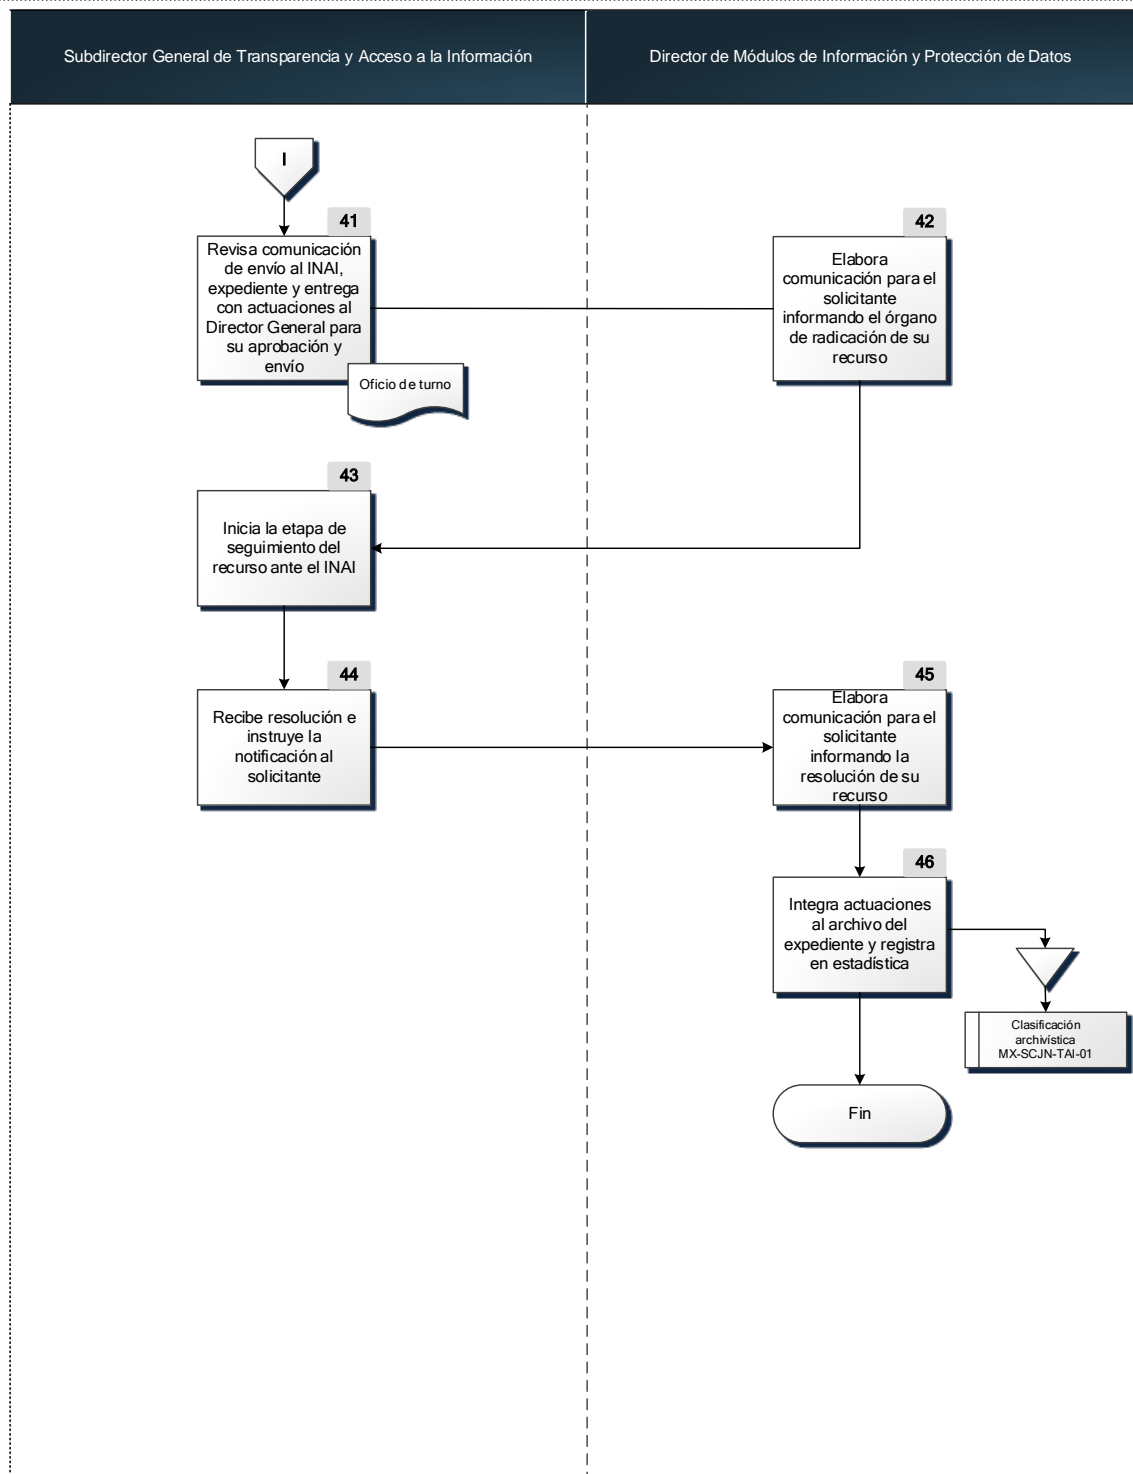 Subdirector General de Transparencia y Acceso a la Información
Director de Módulos de Información y Protección de Datos
I
41
Revisa comunicación
de envío al INAI,
expediente y entrega
con actuaciones al
Director General para
su aprobación y
envío
Oficio de turno
42
Elabora
comunicación para el
solicitante
informando el órgano
de radicación de su
recurso
43
Inicia la etapa de
seguimiento del
recurso ante el INAI
44
Recibe resolución e
instruye la
notificación al
solicitante
45
Elabora
comunicación para el
solicitante
informando la
resolución de su
recurso
46
Integra actuaciones
al archivo del
expediente y registra
en estadística
Clasificación
archivística
MX-SCJN-TAI-01
Fin